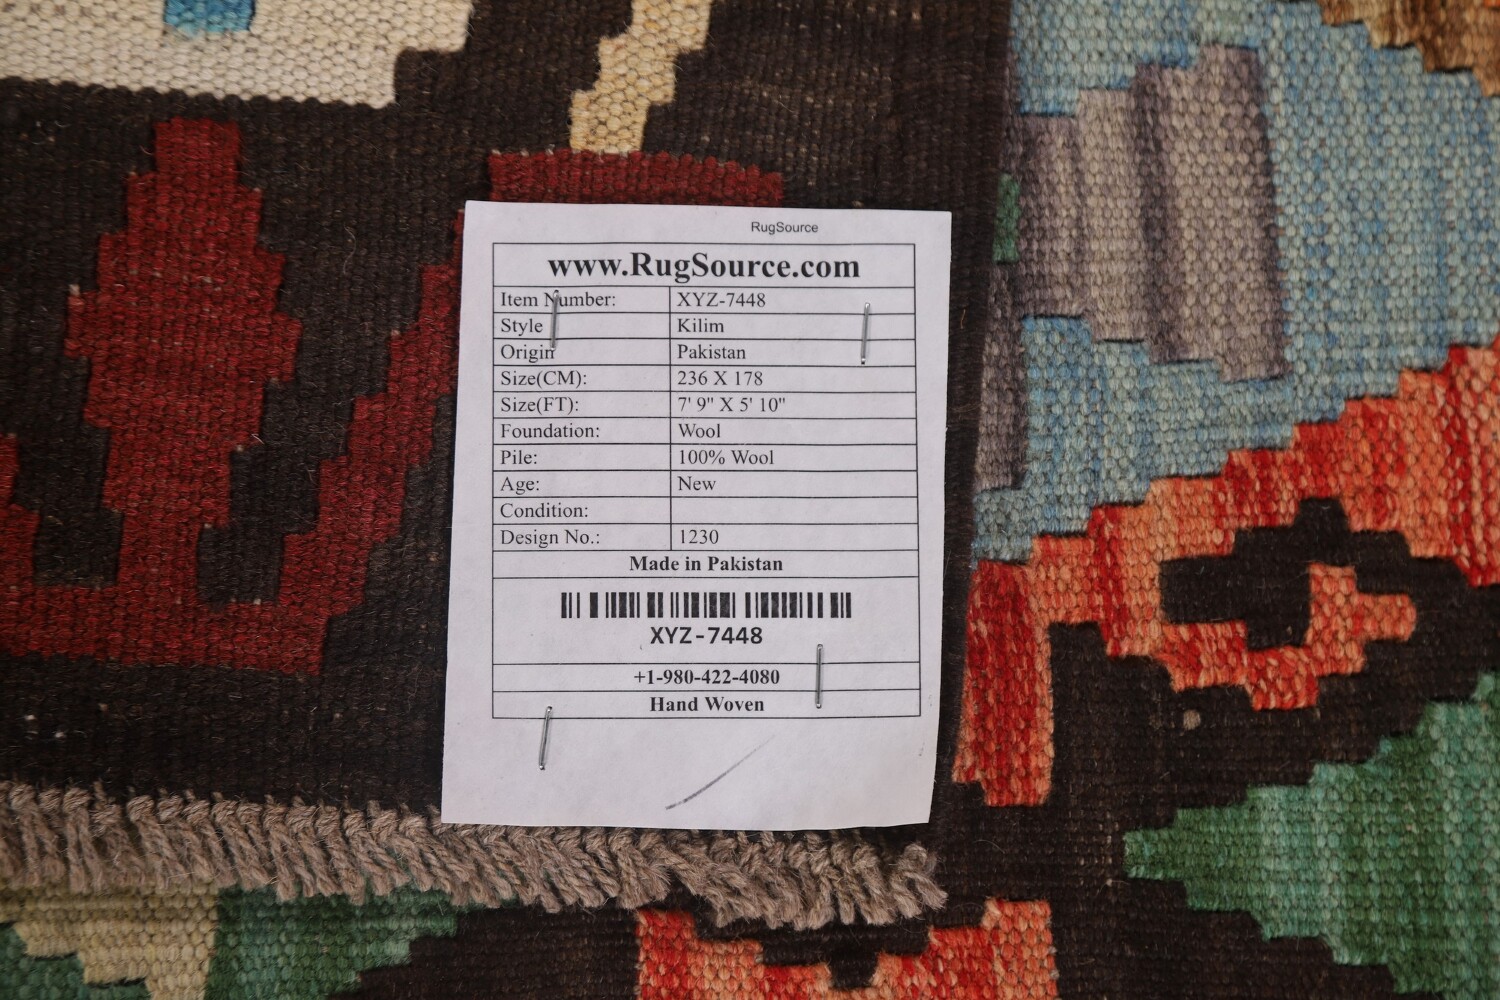 RugSource
www.RugSource.com
Item Number: XYZ-7448
Style Kilim
Origin Pakistan
Size(CM): 236 X 178
Size(FT): 7' 9" X 5' 10"
Foundation: Wool
Pile: 100% Wool
Age: New
Condition:
Design No.: 1230
Made in Pakistan
XYZ-7448
+1-980-422-4080
Hand Woven